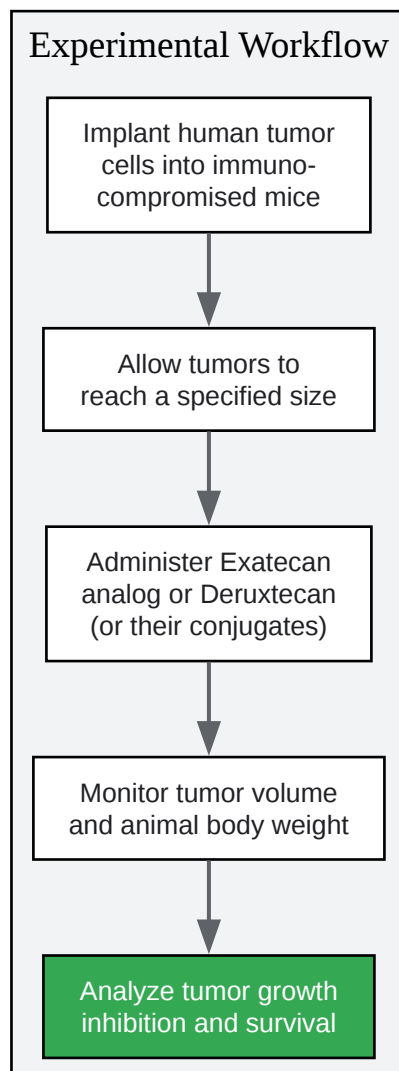 Experimental Workflow
Implant human tumor
cells into immuno-
compromised mice
Allow tumors to
reach a specified size
Administer Exatecan
analog or Deruxtecan
(or their conjugates)
Monitor tumor volume
and animal body weight
Analyze tumor growth
inhibition and survival